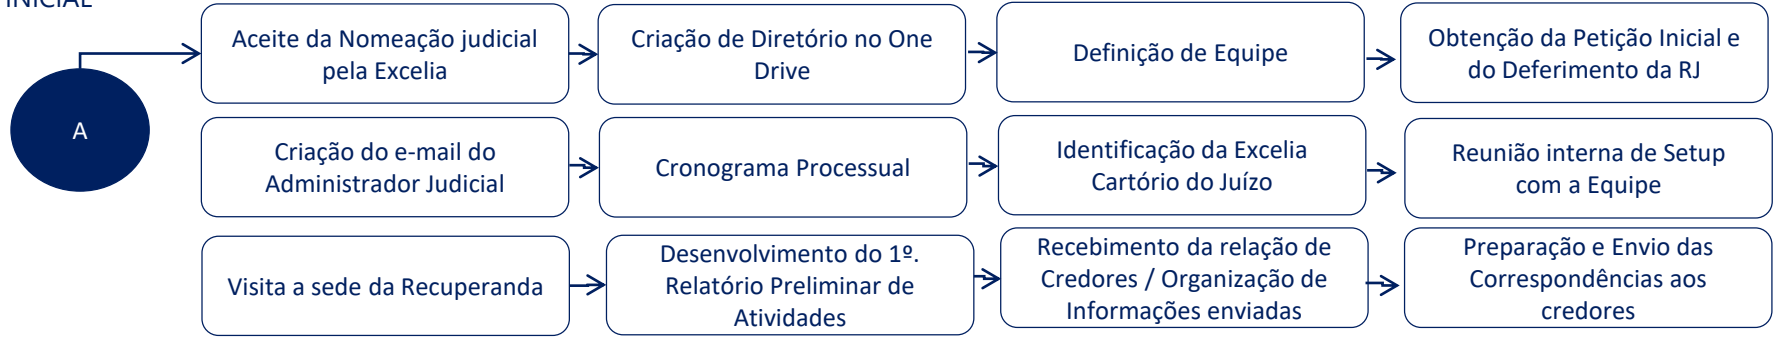 INICIAL
A
Aceite da Nomeação judicial
pela Excelia
Criação de Diretório no One
Drive
Definição de Equipe
Obtenção da Petição Inicial e
do Deferimento da RJ
Criação do e-mail do
Administrador Judicial
Cronograma Processual
Identificação da Excelia
Cartório do Juízo
Reunião interna de Setup
com a Equipe
Visita a sede da Recuperanda
Desenvolvimento do 1º.
Relatório Preliminar de
Atividades
Recebimento da relação de
Credores / Organização de
Informações enviadas
Preparação e Envio das
Correspondências aos
credores